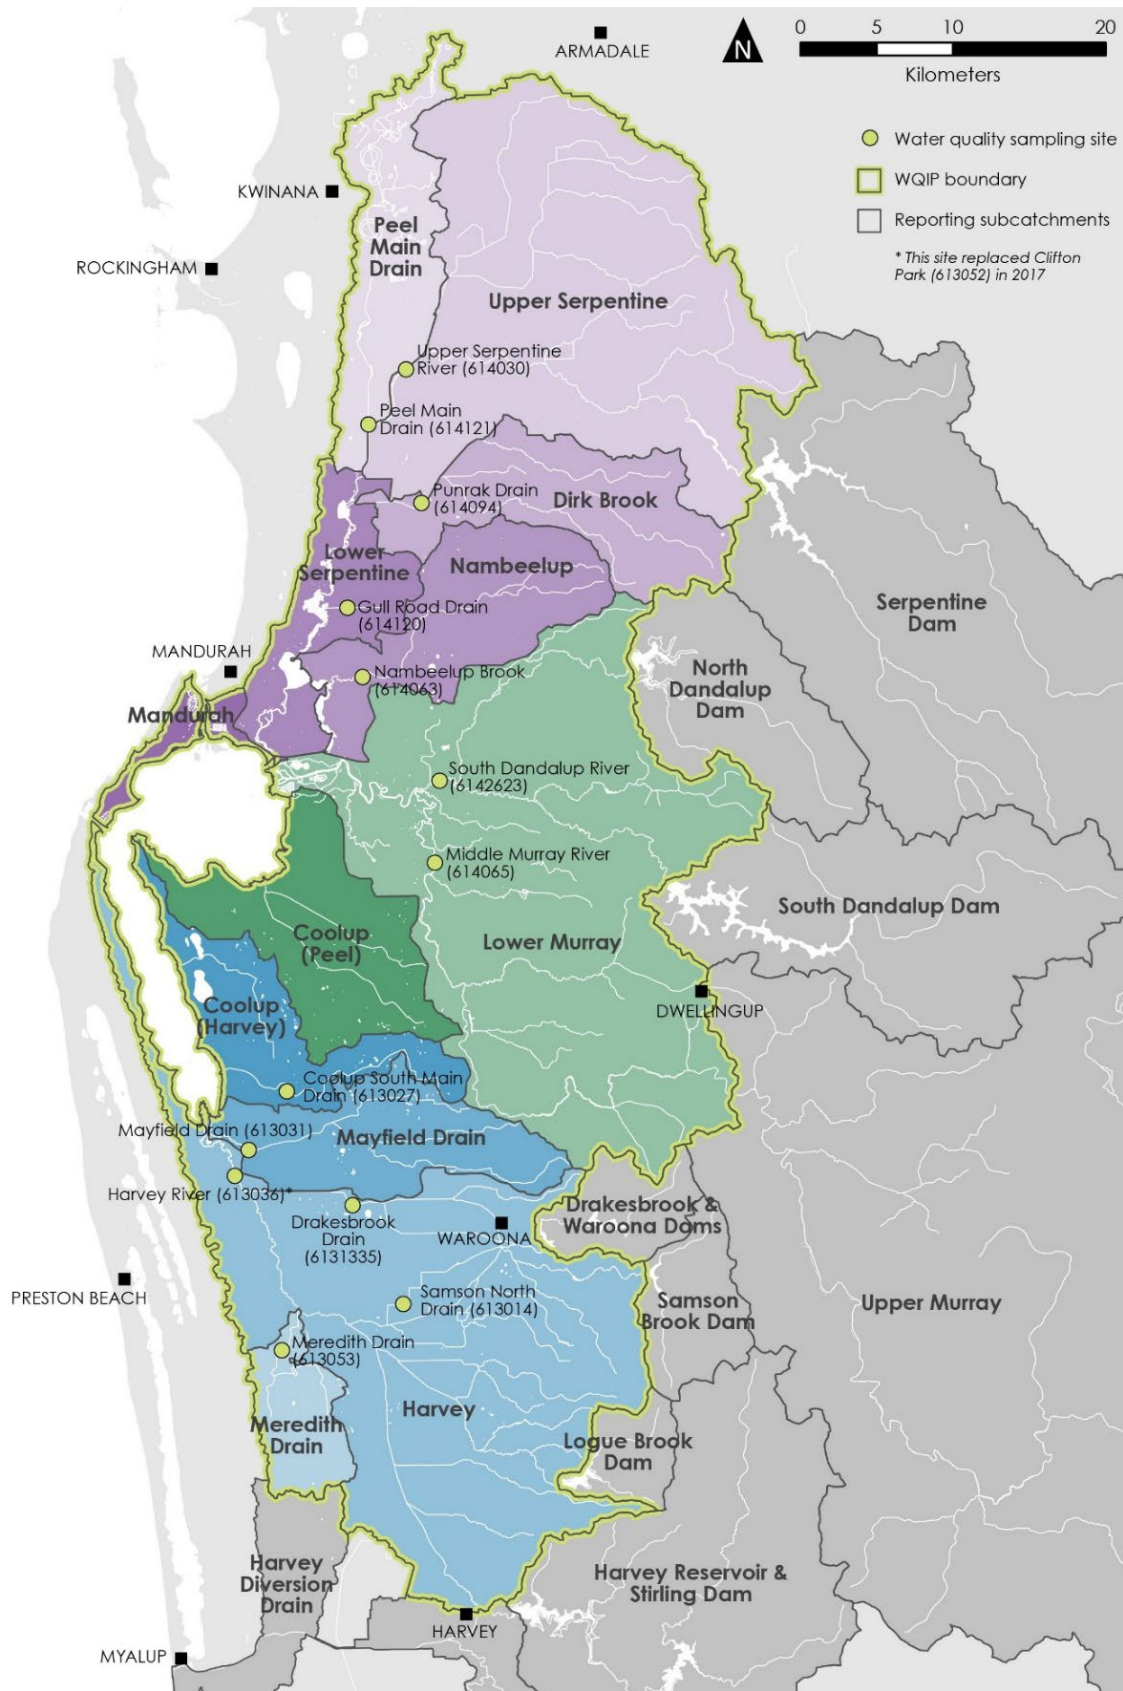 ARMADALE
N
0 5 10 20
Kilometers
Water quality sampling site
WQIP boundary
Reporting subcatchments
* This site replaced Clifton
Park (613052) in 2017
KWINANA
ROCKINGHAM
Peel
Main
Drain
Upper Serpentine
Upper Serpentine
River (614030)
Peel Main
Drain (614121)
Punrak Drain
(614094)
Dirk Brook
Lower
Serpentine
Nambeelup
Gull Road Drain
(614120)
Serpentine
Dam
MANDURAH
Nambeelup Brook
(614063)
North
Dandalup
Dam
Mandurah
South Dandalup River
(6142623)
Middle Murray River
(614065)
South Dandalup Dam
Coolup
(Peel)
Lower Murray
Coolup
(Harvey)
DWELLINGUP
Coolup South Main
Drain (613027)
Mayfield Drain (613031)
Mayfield Drain
Harvey River (613036)*
Drakesbrook
Drain
(6131335)
WAROONA
Drakesbrook &
Waroona Dams
PRESTON BEACH
Samson North
Drain (613014)
Samson
Brook Dam
Upper Murray
Meredith Drain
(613053)
Meredith
Drain
Harvey
Logue Brook
Dam
Harvey
Diversion
Drain
Harvey Reservoir &
Stirling Dam
HARVEY
MYALUP